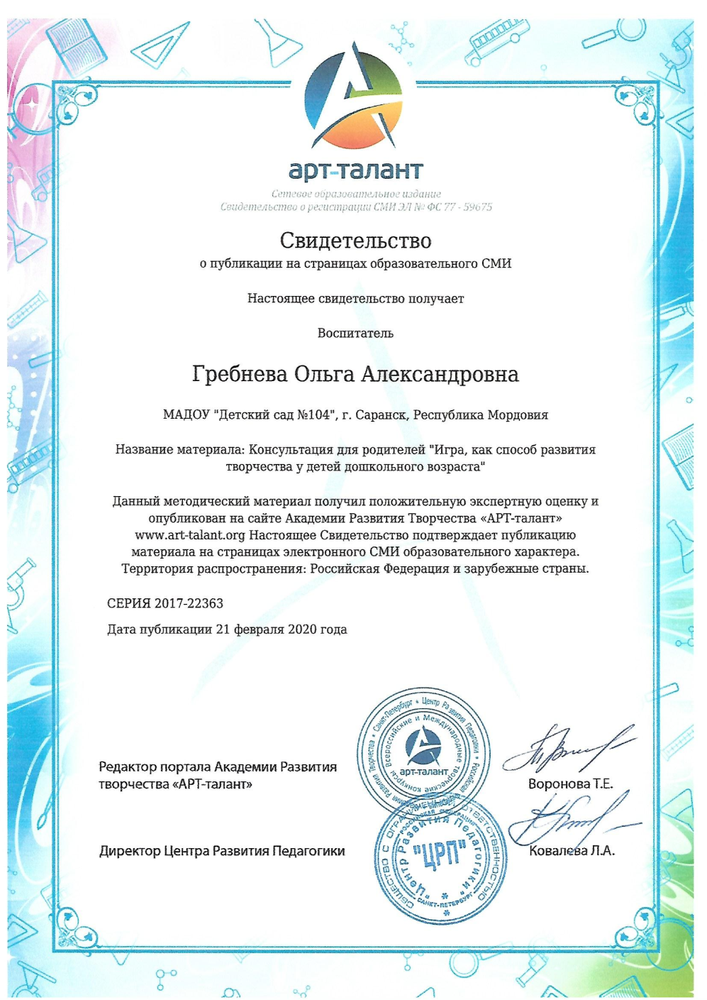 арт-талант
Сетевое образовательное издание
Свидетельство о регистрации СМИ ЭЛ № ФС 77 - 59675
Свидетельство
о публикации на страницах образовательного СМИ
Настоящее свидетельство получает
Воспитатель
Гребнева Ольга Александровна
МАДОУ "Детский сад №104", г. Саранск, Республика Мордовия
Название материала: Консультация для родителей "Игра, как способ развития
творчества у детей дошкольного возраста"
Данный методический материал получил положительную экспертную оценку и
опубликован на сайте Академии Развития Творчества «АРТ-талант»
www.art-talant.org Настоящее Свидетельство подтверждает публикацию
материала на страницах электронного СМИ образовательного характера.
Территория распространения: Российская Федерация и зарубежные страны.
СЕРИЯ 2017-22363
Дата публикации 21 февраля 2020 года
Редактор портала Академии Развития
творчества «АРТ-талант»
Воронова Т.Е.
Директор Центра Развития Педагогики
Ковалева Л.А.
Санкт-Петербург * Центр Развития Педагогики * Российская
Всероссийские и Международные творческие конкурсы
арт-талант
ОБЩЕСТВО С ОГРАНИЧЕННОЙ ОТВЕТСТВЕННОСТЬЮ
РОССИЙСКАЯ ФЕДЕРАЦИЯ
"Центр Развития Педагогики"
"ЦРП"
САНКТ-ПЕТЕРБУРГ